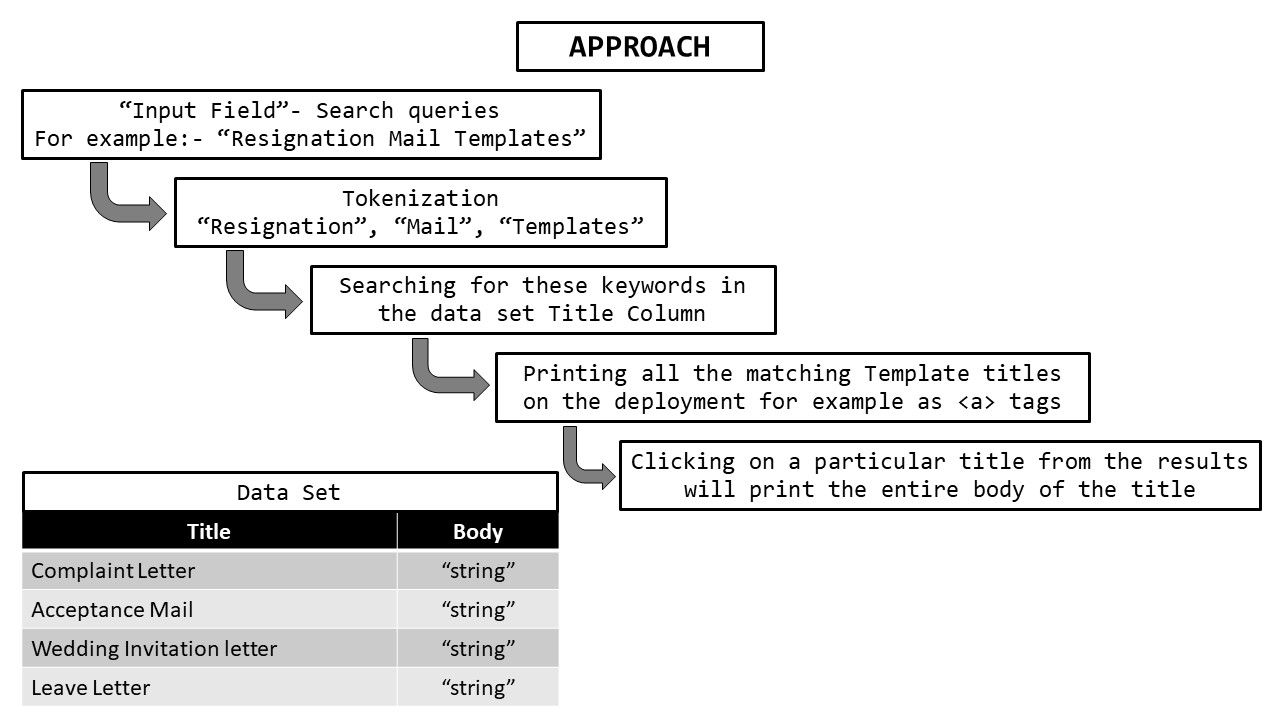 APPROACH
“Input Field”- Search queries
For example:- “Resignation Mail Templates”
Tokenization
“Resignation”, “Mail”, “Templates”
Searching for these keywords in
the data set Title Column
Printing all the matching Template titles
on the deployment for example as <a> tags
Clicking on a particular title from the results
will print the entire body of the title
Data Set
Title Body
Complaint Letter “string”
Acceptance Mail “string”
Wedding Invitation letter “string”
Leave Letter “string”